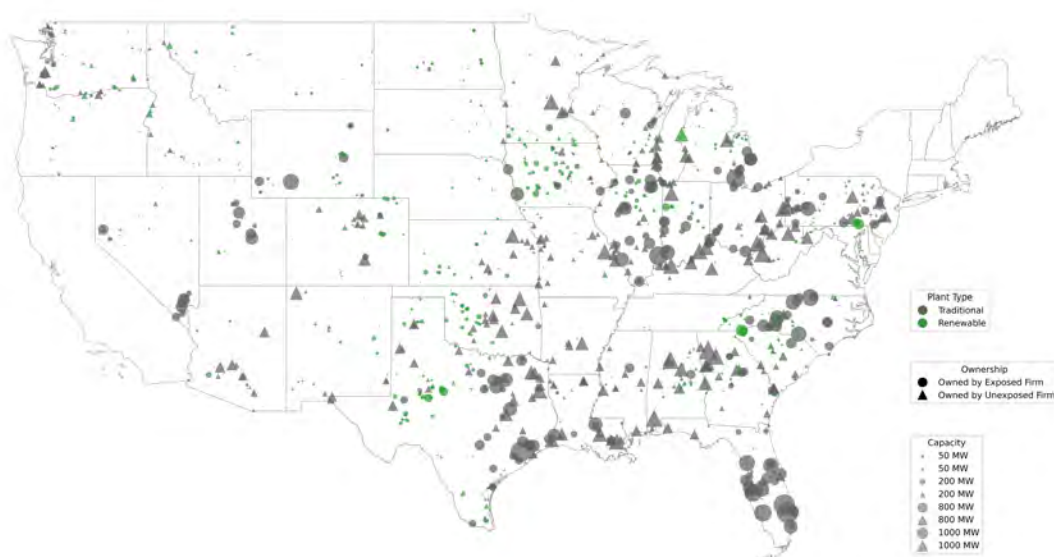 Plant Type
Traditional
Renewable
Ownership
Owned by Exposed Firm
Owned by Unexposed Firm
Capacity
50 MW
50 MW
200 MW
200 MW
800 MW
800 MW
1000 MW
1000 MW